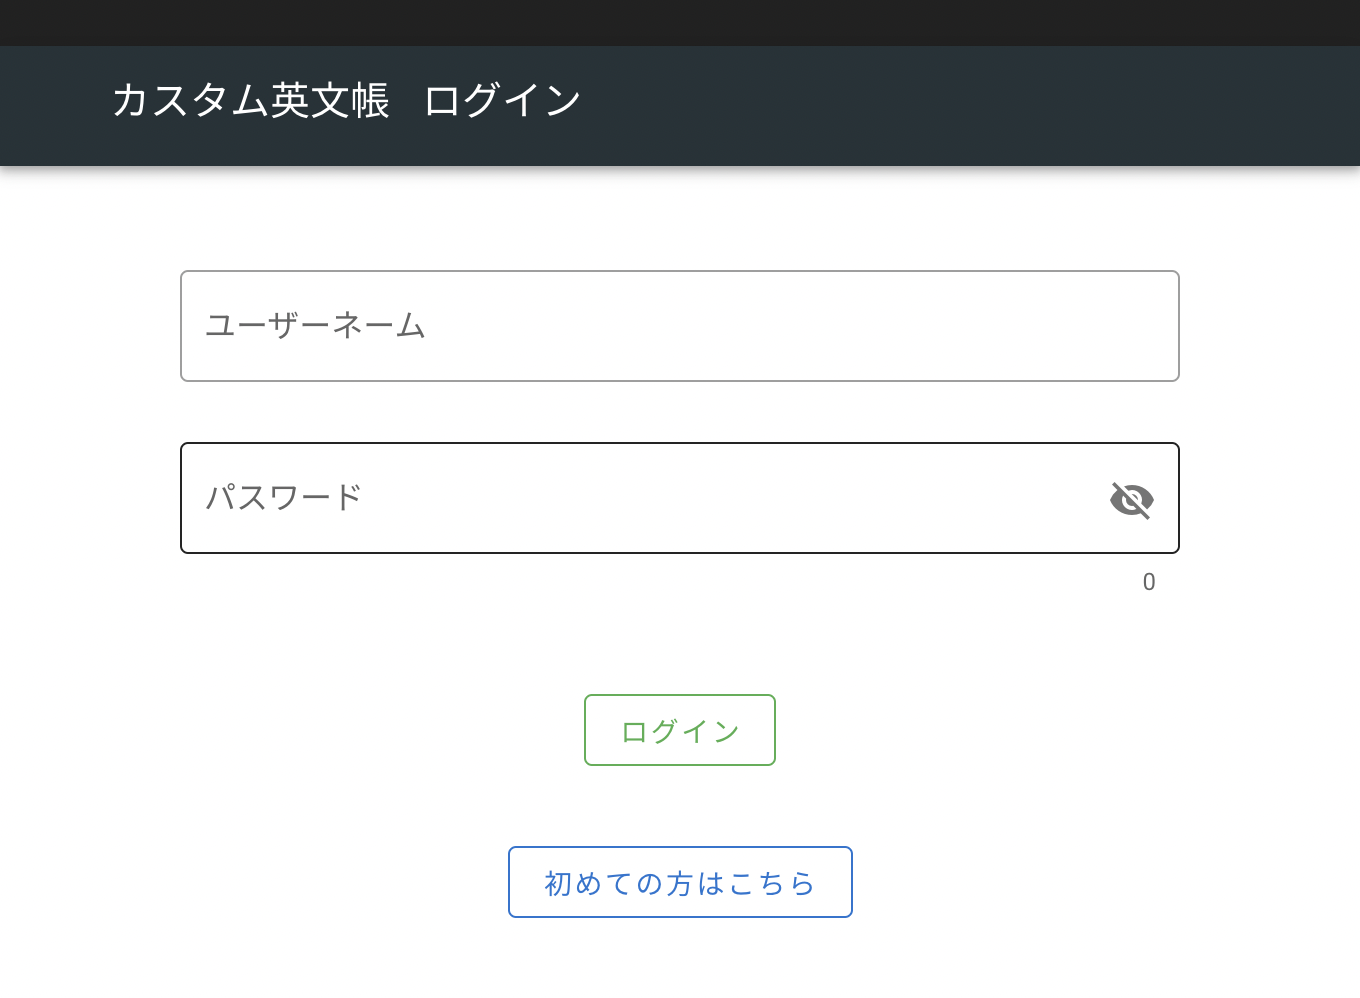 カスタム英文帳 ログイン
ユーザーネーム
パスワード
0
ログイン
初めての方はこちら